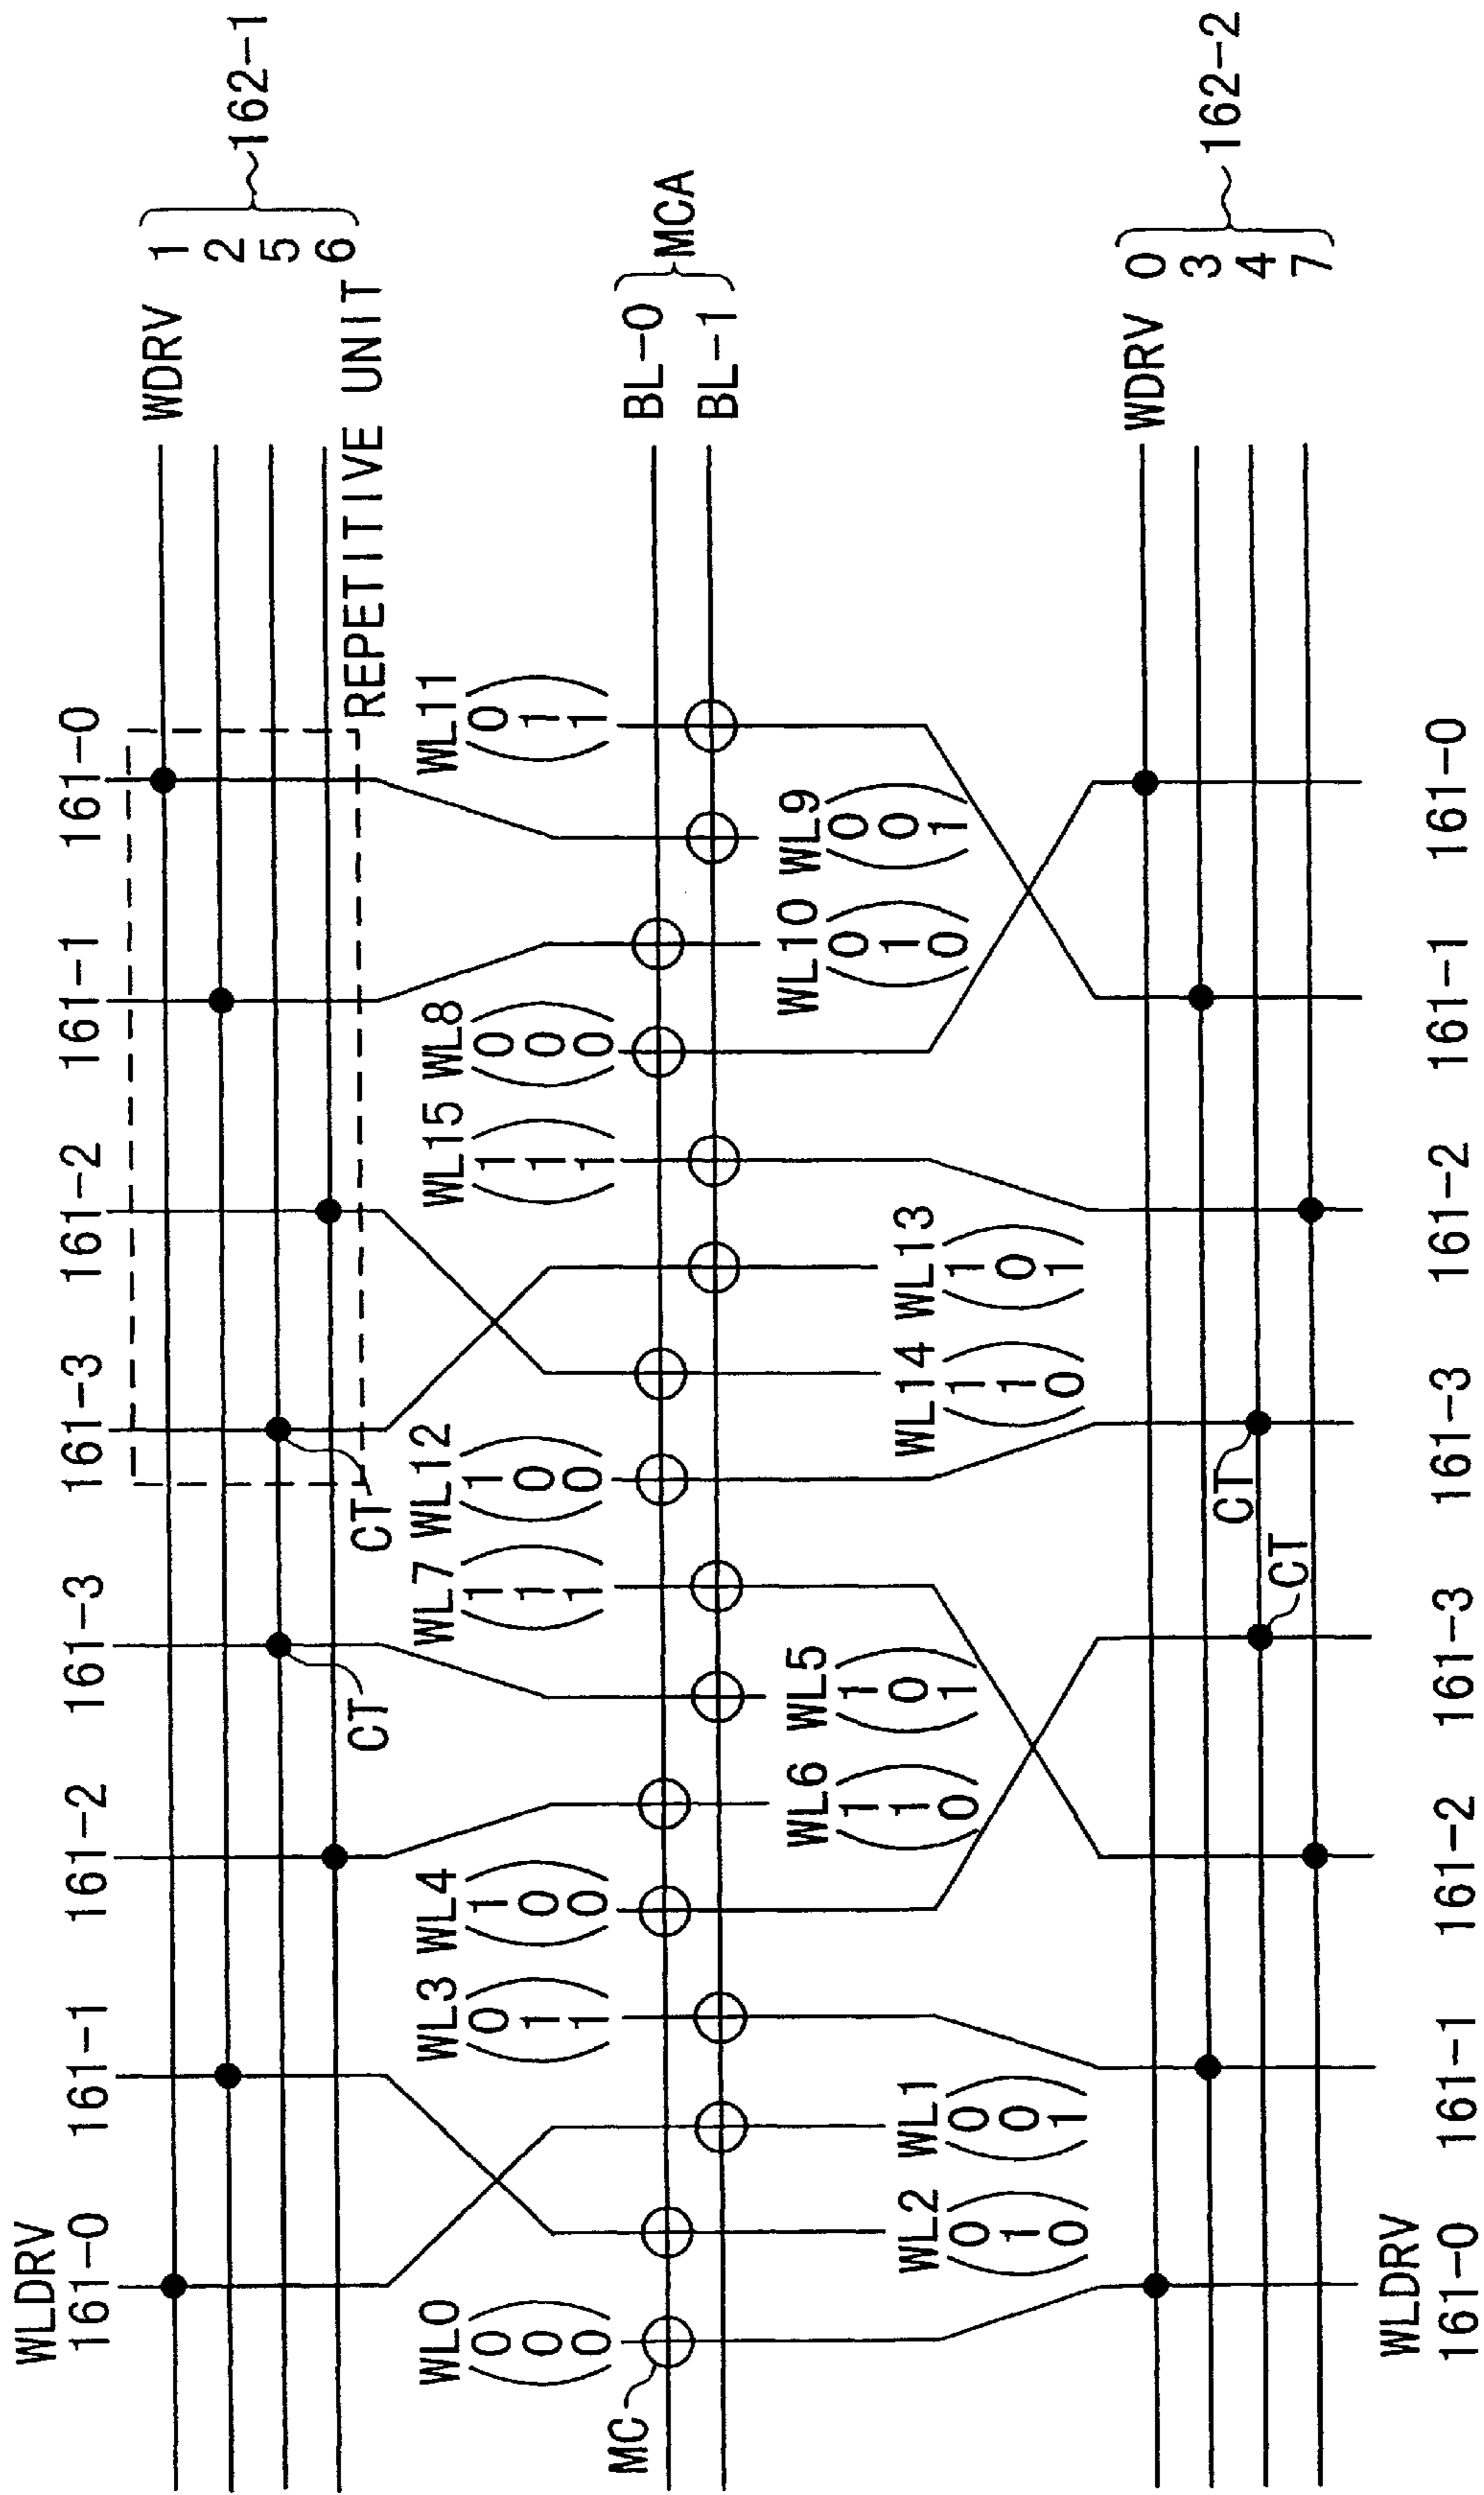 WLDRV
161-0 161-1 161-2 161-3 161-3 161-2 161-1 161-0
WDRV 1
2
5
6
162-1
REPETITIVE UNIT
CT CT
WL0 WL3 WL4 WL7 WL12 WL15 WL8 WL11
(0) (0) (1) (1) (1) (1) (0) (0)
(0) (1) (0) (1) (0) (1) (0) (1)
(0) (1) (0) (1) (0) (1) (0) (1)
MC
BL-0
BL-1
MCA
WL6 WL5 WL10 WL9
(1) (1) (0) (0)
(1) (0) (1) (0)
(0) (1) (0) (1)
WL2 WL1 WL14 WL13
(0) (0) (1) (1)
(1) (0) (1) (0)
(0) (1) (0) (1)
WDRV 0
3
4
7
162-2
CT CT
WLDRV
161-0 161-1 161-2 161-3 161-3 161-2 161-1 161-0